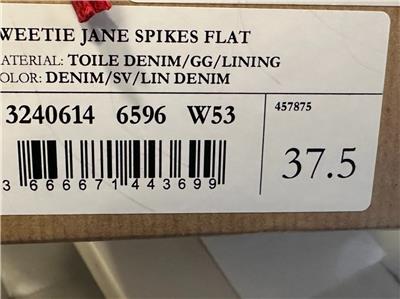 WEETIE JANE SPIKES FLAT
ATERIAL: TOILE DENIM/GG/LINING
OLOR: DENIM/SV/LIN DENIM
3240614 6596 W53
457875
37.5
3 666671 443699